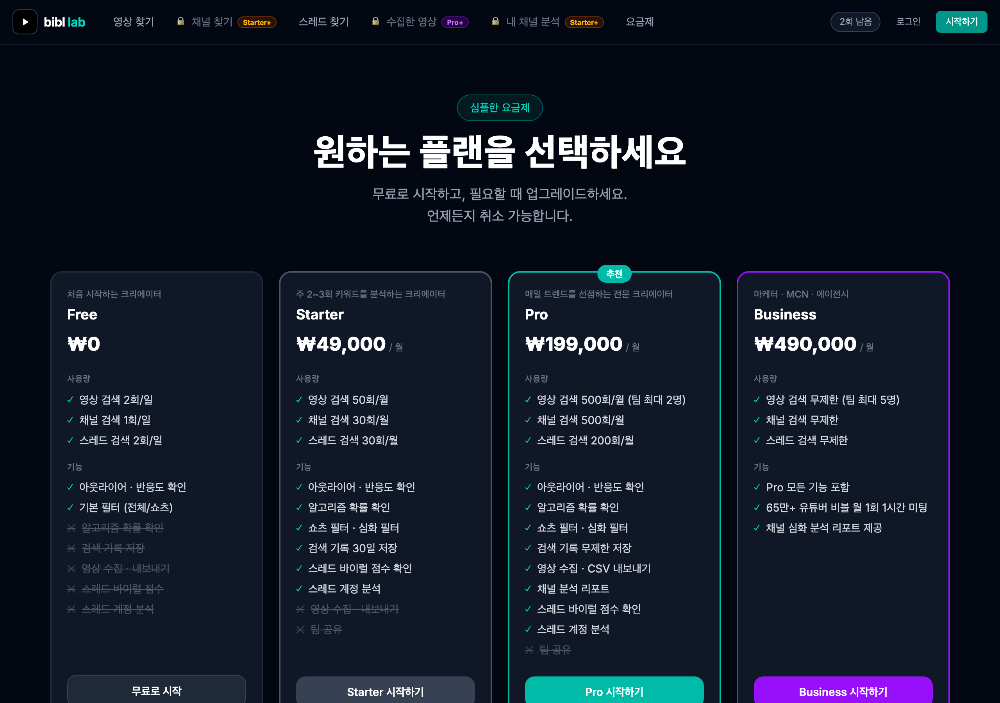 bibl lab
영상 찾기
채널 찾기 Starter+
스레드 찾기
수집한 영상 Pro+
내 채널 분석 Starter+
요금제
2회 남음
로그인
시작하기
심플한 요금제
원하는 플랜을 선택하세요
무료로 시작하고, 필요할 때 업그레이드하세요.
언제든지 취소 가능합니다.
처음 시작하는 크리에이터
Free
₩0
사용량
✓ 영상 검색 2회/일
✓ 채널 검색 1회/일
✓ 스레드 검색 2회/일
기능
✓ 아웃라이어 · 반응도 확인
✓ 기본 필터 (전체/쇼츠)
✕ 알고리즘 확률 확인
✕ 검색 기록 저장
✕ 영상 수집 · 내보내기
✕ 스레드 바이럴 점수
✕ 스레드 계정 분석
무료로 시작
주 2~3회 키워드를 분석하는 크리에이터
Starter
₩49,000 / 월
사용량
✓ 영상 검색 50회/월
✓ 채널 검색 30회/월
✓ 스레드 검색 30회/월
기능
✓ 아웃라이어 · 반응도 확인
✓ 알고리즘 확률 확인
✓ 쇼츠 필터 · 심화 필터
✓ 검색 기록 30일 저장
✓ 스레드 바이럴 점수 확인
✓ 스레드 계정 분석
✕ 영상 수집 · 내보내기
✕ 팀 공유
Starter 시작하기
추천
매일 트렌드를 선점하는 전문 크리에이터
Pro
₩199,000 / 월
사용량
✓ 영상 검색 500회/월 (팀 최대 2명)
✓ 채널 검색 500회/월
✓ 스레드 검색 200회/월
기능
✓ 아웃라이어 · 반응도 확인
✓ 알고리즘 확률 확인
✓ 쇼츠 필터 · 심화 필터
✓ 검색 기록 무제한 저장
✓ 영상 수집 · CSV 내보내기
✓ 채널 분석 리포트
✓ 스레드 바이럴 점수 확인
✓ 스레드 계정 분석
✕ 팀 공유
Pro 시작하기
마케터 · MCN · 에이전시
Business
₩490,000 / 월
사용량
✓ 영상 검색 무제한 (팀 최대 5명)
✓ 채널 검색 무제한
✓ 스레드 검색 무제한
기능
✓ Pro 모든 기능 포함
✓ 65만+ 유튜버 비블 월 1회 1시간 미팅
✓ 채널 심화 분석 리포트 제공
Business 시작하기